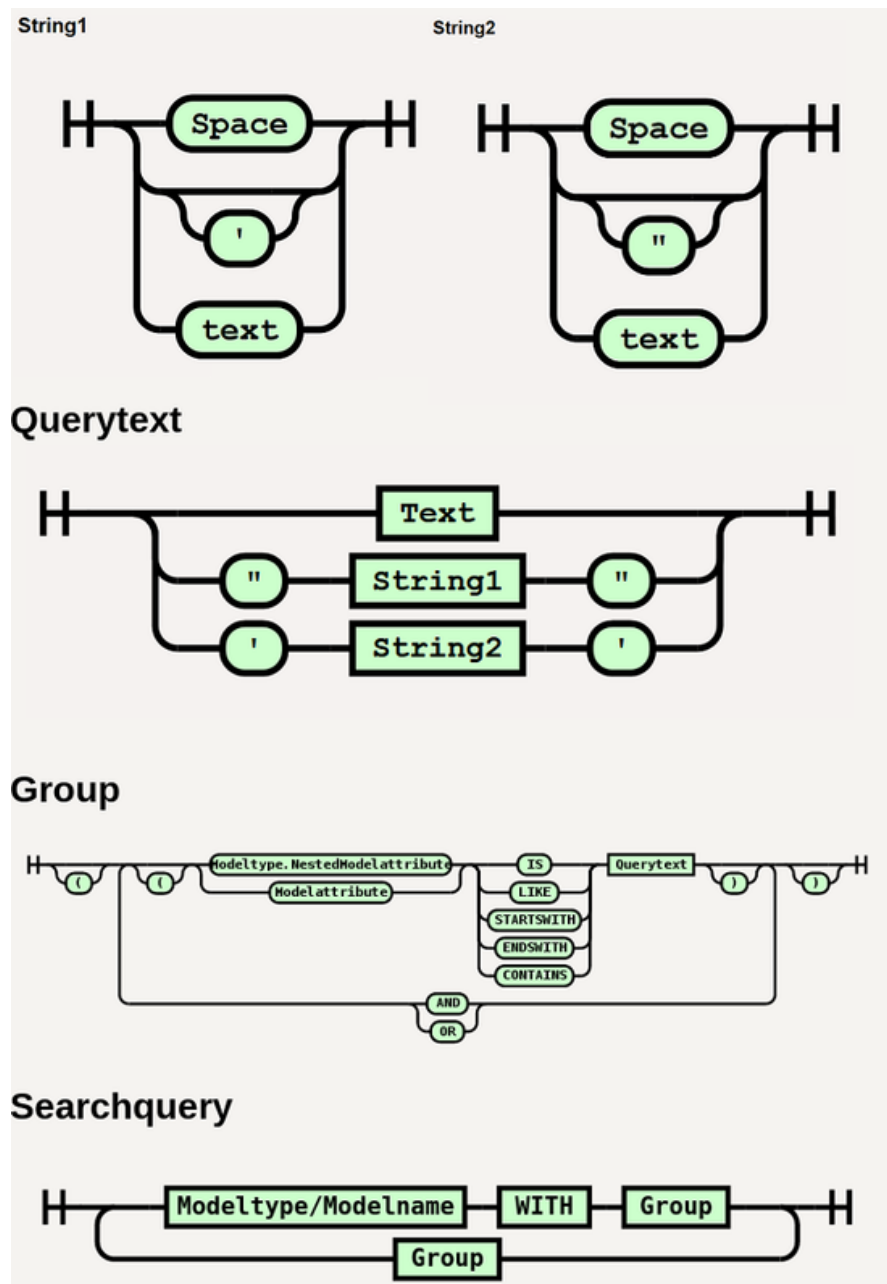 String1 String2
Space Space
' "
text text
Querytext
Text
" String1 "
' String2 '
Group
Modeltype.NestedModelattribute IS Querytext
( ( Modelattribute LIKE ) )
STARTSWITH
ENDSWITH
CONTAINS
AND
OR
Searchquery
Modeltype/Modelname WITH Group
Group